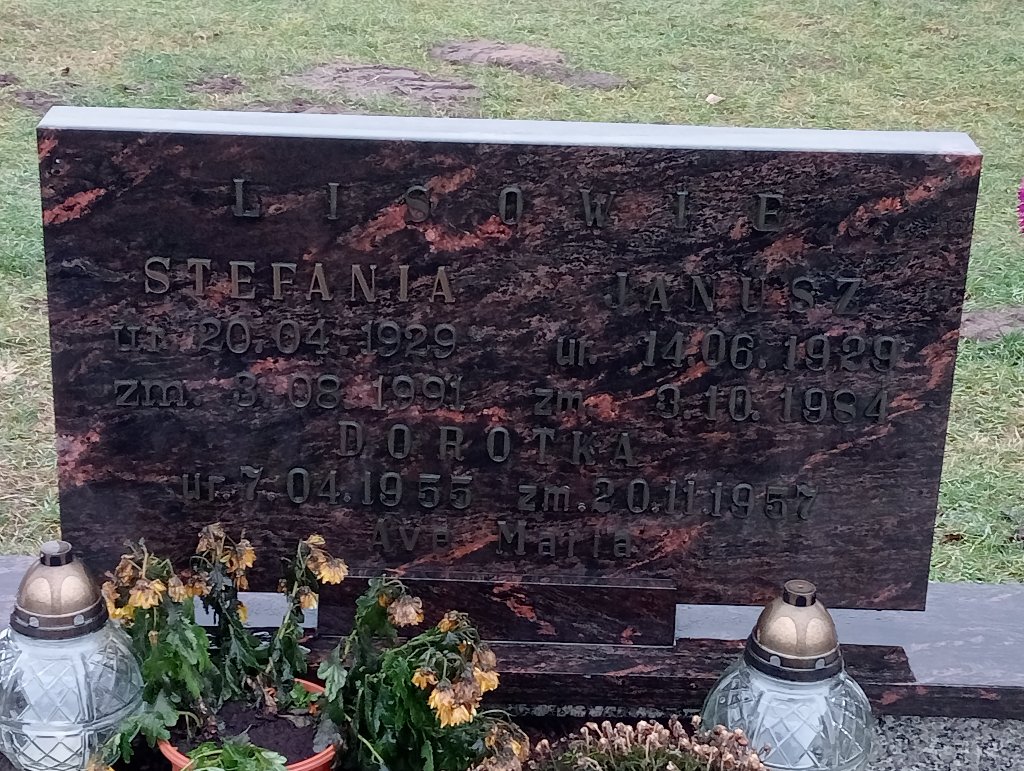 LISOWIE
STEFANIA JANUSZ
ur. 20.04.1929 ur. 14.06.1929
zm. 3.08.1991 zm. 3.10.1984
DOROTKA
ur. 7 04.1955 zm. 20.11.1957
Ave Maria